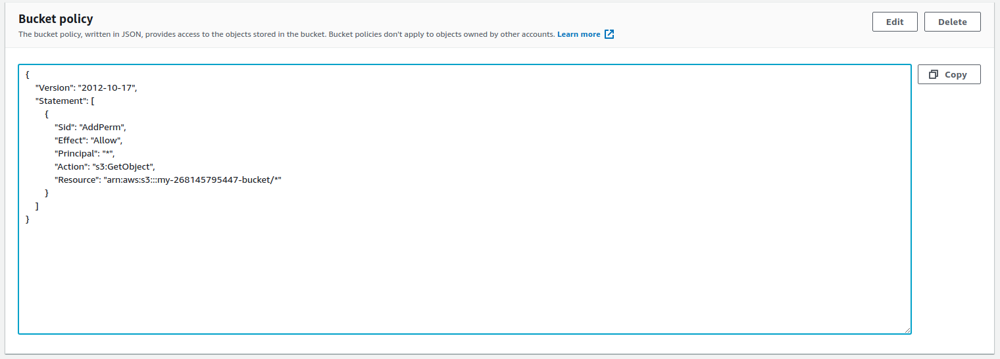 Bucket policy
The bucket policy, written in JSON, provides access to the objects stored in the bucket. Bucket policies don't apply to objects owned by other accounts. Learn more
Edit
Delete
Copy
{
    "Version": "2012-10-17",
    "Statement": [
        {
            "Sid": "AddPerm",
            "Effect": "Allow",
            "Principal": "*",
            "Action": "s3:GetObject",
            "Resource": "arn:aws:s3:::my-268145795447-bucket/*"
        }
    ]
}